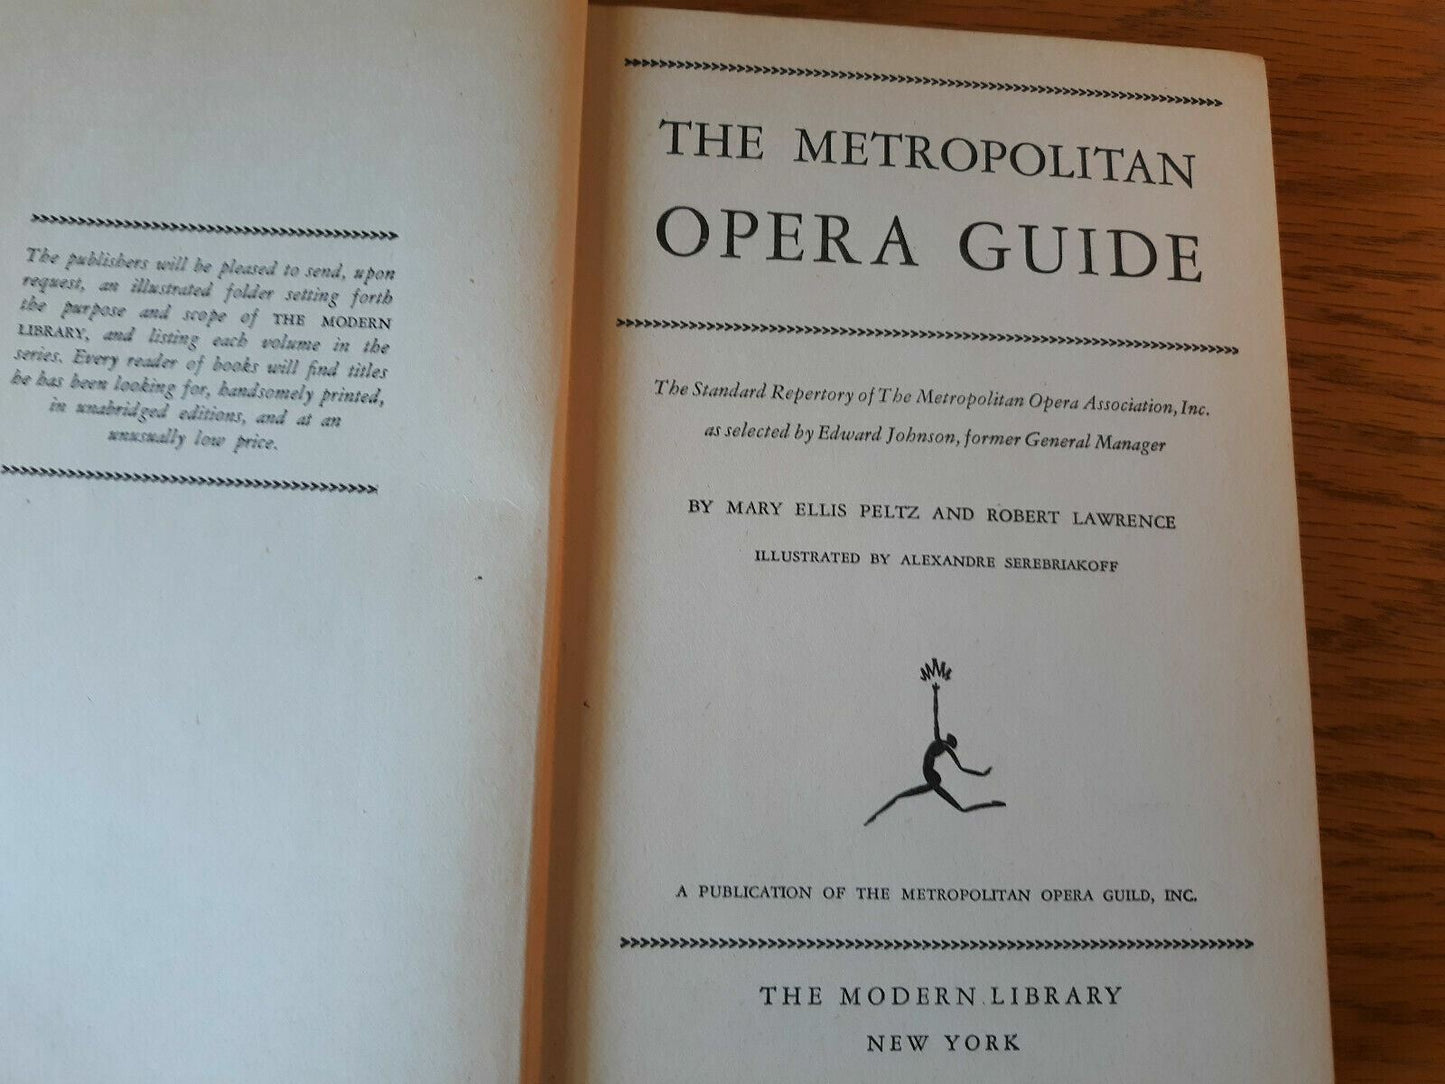 The publishers will be pleased to send, upon
request, an illustrated folder setting forth
the purpose and scope of THE MODERN
LIBRARY, and listing each volume in the
series. Every reader of books will find titles
he has been looking for, handsomely printed,
in unabridged editions, and at an
unusually low price.
THE METROPOLITAN
OPERA GUIDE
The Standard Repertory of The Metropolitan Opera Association, Inc.
as selected by Edward Johnson, former General Manager
BY MARY ELLIS PELTZ AND ROBERT LAWRENCE
ILLUSTRATED BY ALEXANDRE SEREBRIAKOFF
A PUBLICATION OF THE METROPOLITAN OPERA GUILD, INC.
THE MODERN LIBRARY
NEW YORK